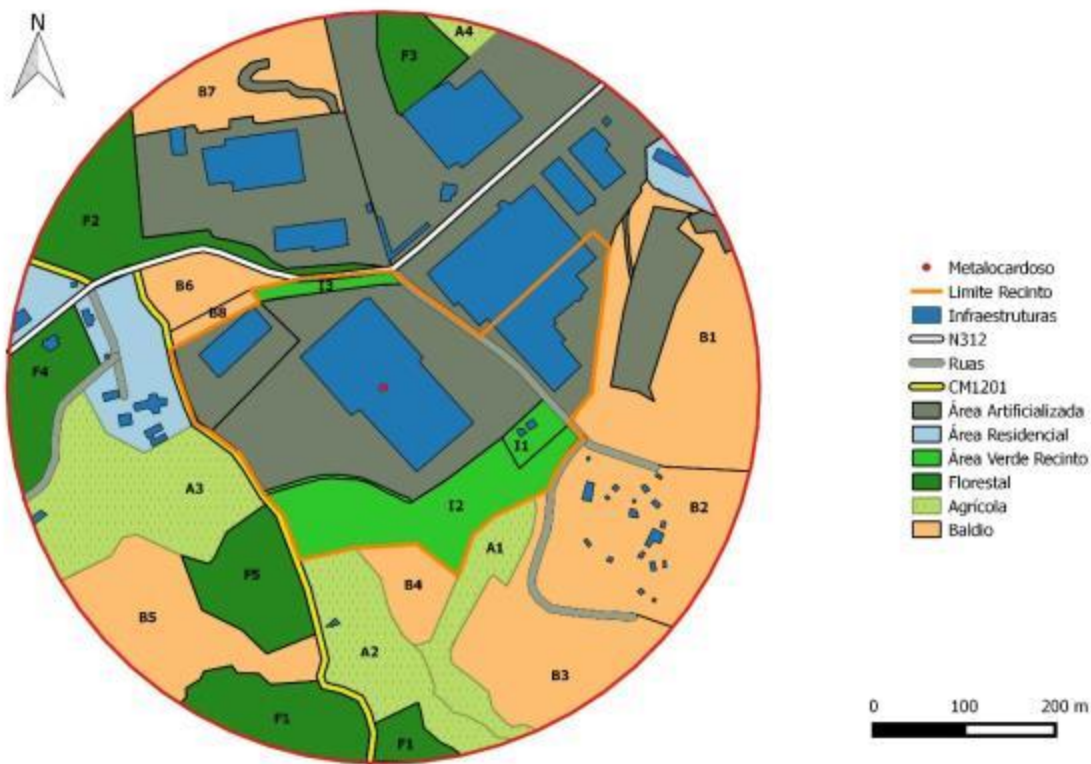 N
A4
F3
B7
F2
B6
I3
B8
B1
F4
I1
A3
I2
B2
A1
F5
B4
B5
A2
B3
F1
F1
Metalocardoso
Limite Recinto
Infraestruturas
N312
Ruas
CM1201
Área Artificializada
Área Residencial
Área Verde Recinto
Florestal
Agrícola
Baldio
0 100 200 m